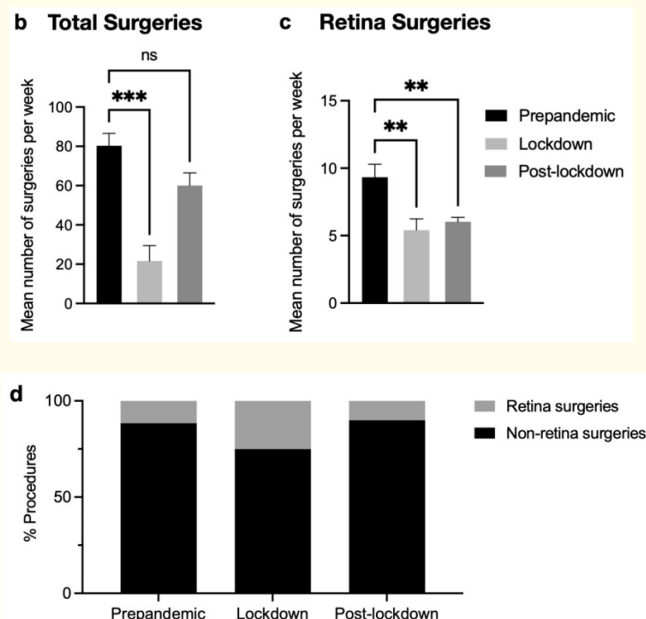 b Total Surgeries
ns
***
Mean number of surgeries per week
100
80
60
40
20
0
c Retina Surgeries
**
**
Mean number of surgeries per week
15
10
5
0
Prepandemic
Lockdown
Post-lockdown
d
% Procedures
100
50
0
Prepandemic Lockdown Post-lockdown
Retina surgeries
Non-retina surgeries